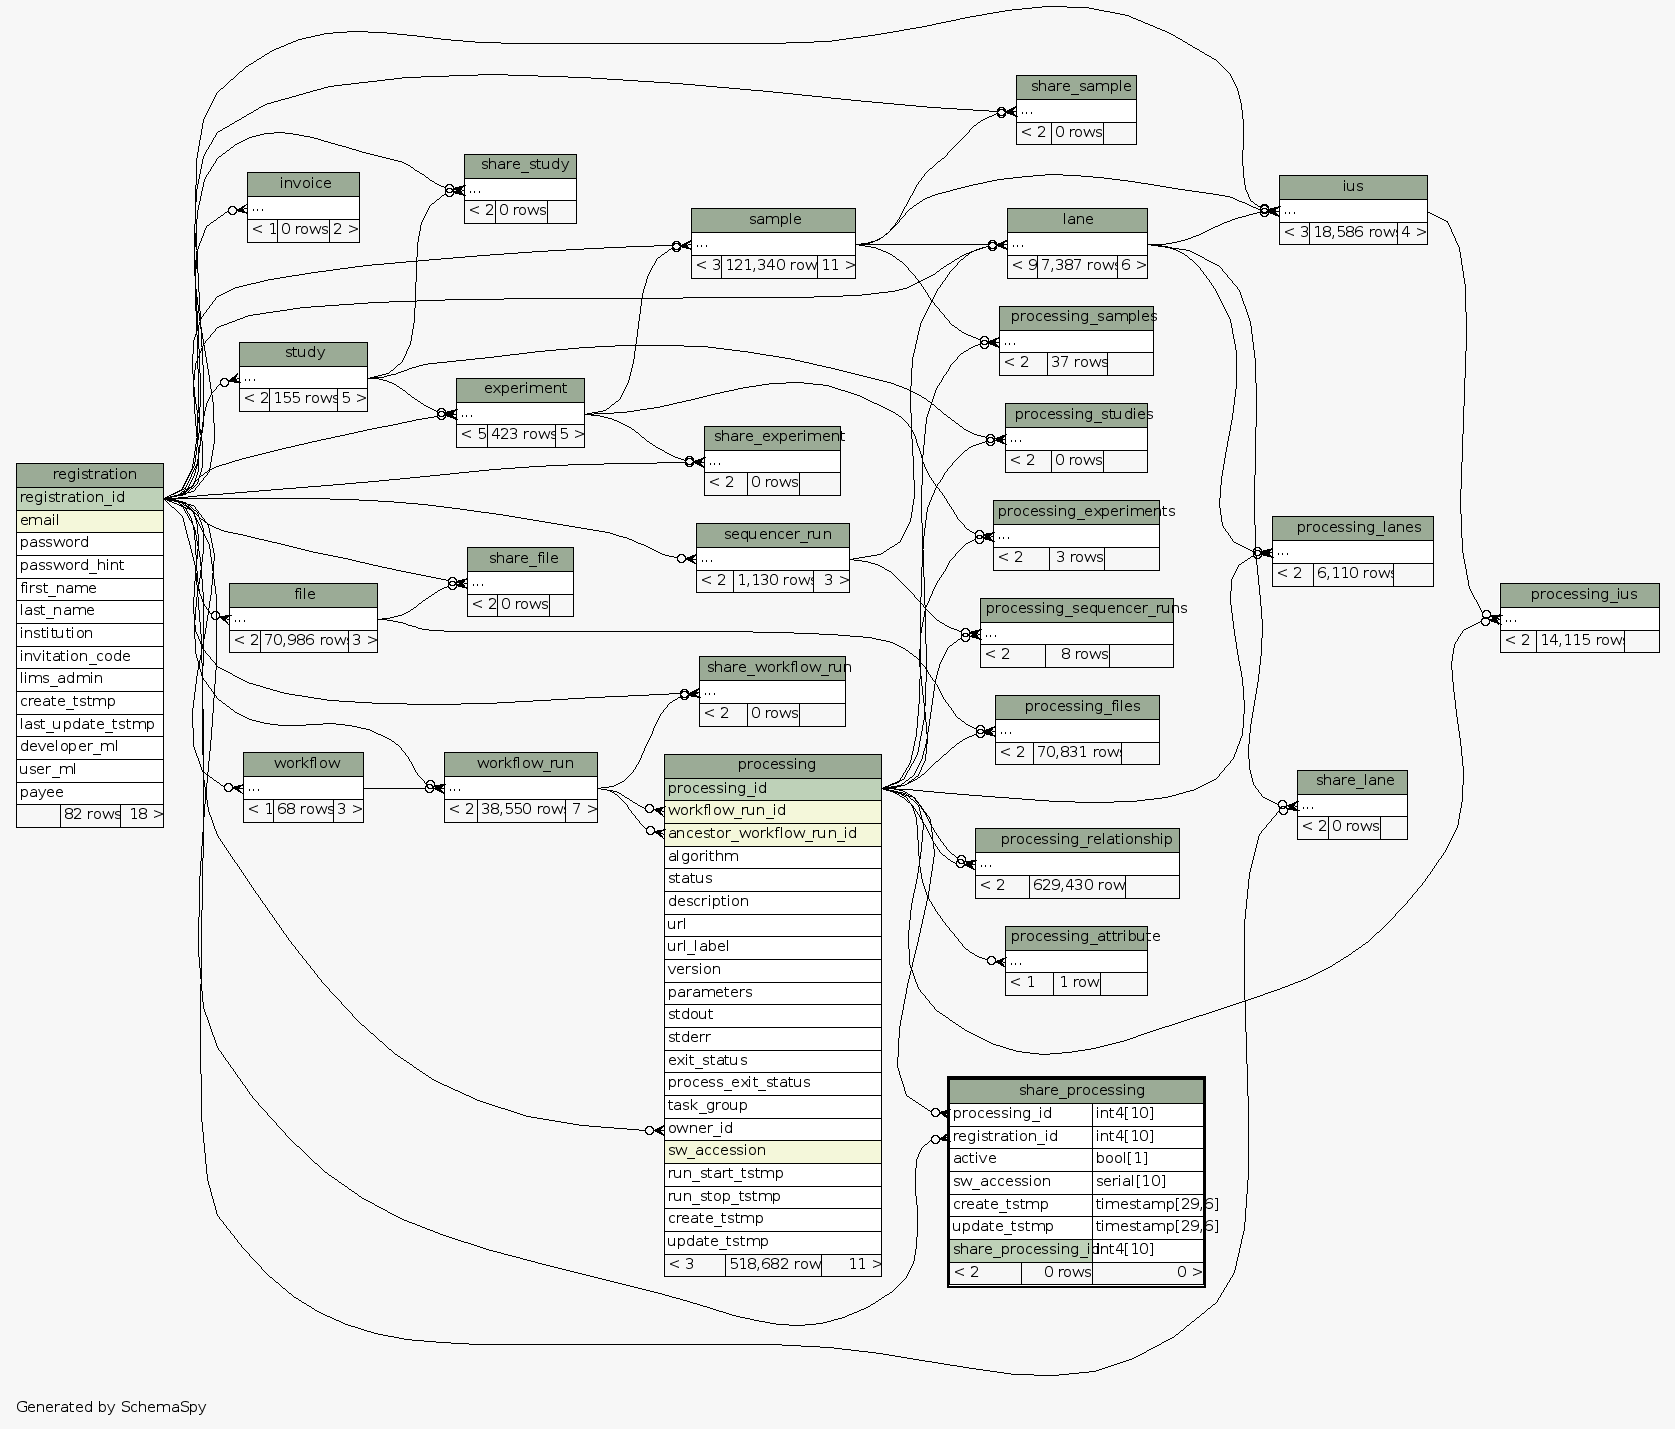 share_sample
...
< 2 0 rows
share_study
...
< 2 0 rows
invoice
...
< 1 0 rows 2 >
ius
...
< 3 18,586 rows 4 >
sample
...
< 3 121,340 row 11 >
lane
...
< 9 7,387 rows 6 >
processing_samples
...
< 2 37 rows
study
...
< 2 155 rows 5 >
experiment
...
< 5 423 rows 5 >
processing_studies
...
< 2 0 rows
share_experiment
...
< 2 0 rows
registration
registration_id
email
password
password_hint
first_name
last_name
institution
invitation_code
lims_admin
create_tstmp
last_update_tstmp
developer_ml
user_ml
payee
82 rows 18 >
processing_experiments
...
< 2 3 rows
sequencer_run
...
< 2 1,130 rows 3 >
processing_lanes
...
< 2 6,110 rows
share_file
...
< 2 0 rows
file
...
< 2 70,986 rows 3 >
processing_ius
...
< 2 14,115 rows
processing_sequencer_runs
...
< 2 8 rows
share_workflow_run
...
< 2 0 rows
processing_files
...
< 2 70,831 rows
workflow
...
< 1 68 rows 3 >
workflow_run
...
< 2 38,550 rows 7 >
processing
processing_id
workflow_run_id
ancestor_workflow_run_id
algorithm
status
description
url
url_label
version
parameters
stdout
stderr
exit_status
process_exit_status
task_group
owner_id
sw_accession
run_start_tstmp
run_stop_tstmp
create_tstmp
update_tstmp
< 3 518,682 row 11 >
share_lane
...
< 2 0 rows
processing_relationship
...
< 2 629,430 row
processing_attribute
...
< 1 1 row
share_processing
processing_id int4[10]
registration_id int4[10]
active bool[1]
sw_accession serial[10]
create_tstmp timestamp[29,6]
update_tstmp timestamp[29,6]
share_processing_id int4[10]
< 2 0 rows 0 >
Generated by SchemaSpy